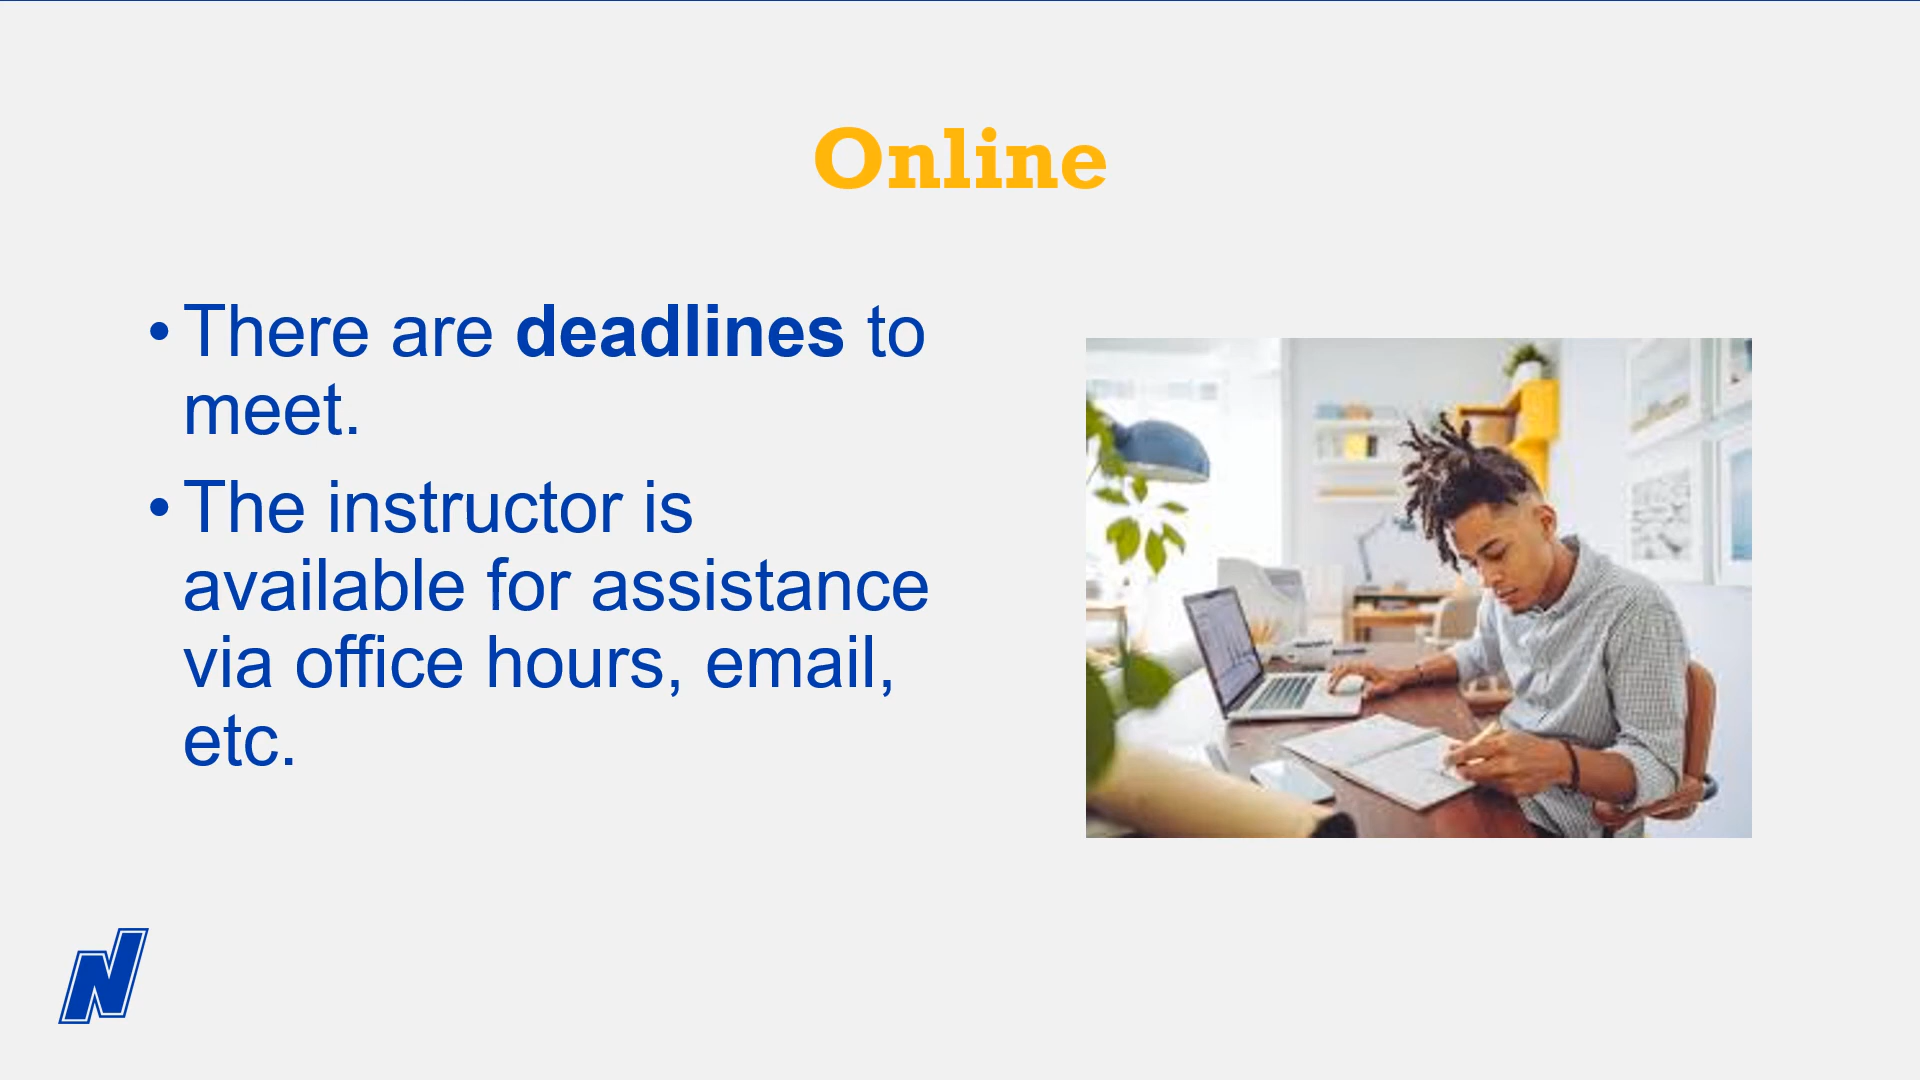 Online
• There are deadlines to
meet.
• The instructor is
available for assistance
via office hours, email,
etc.
N